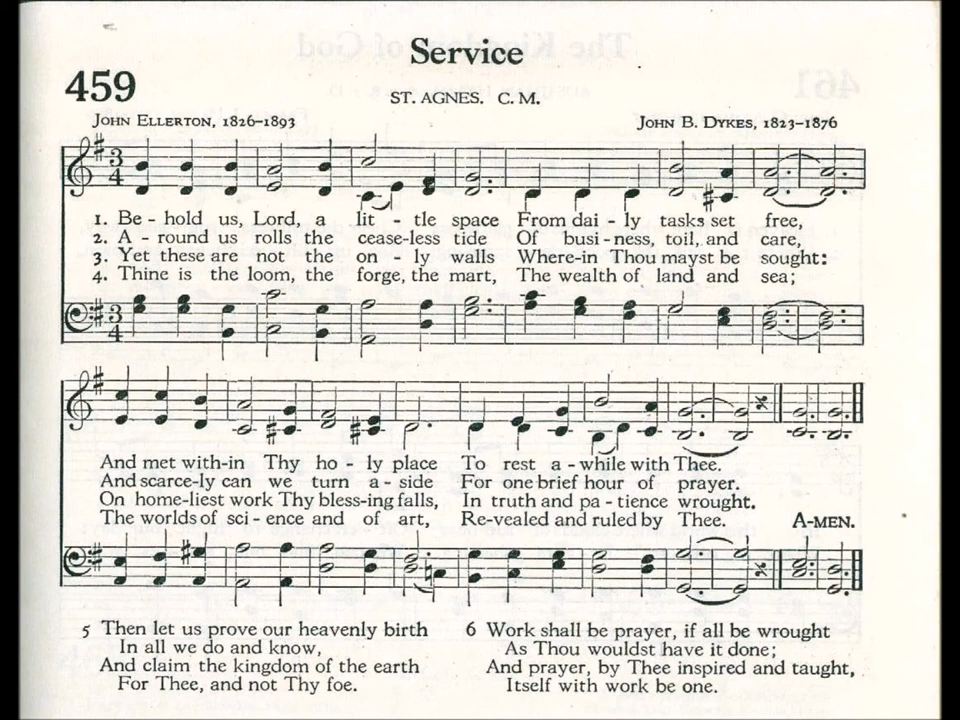 Service
459
ST. AGNES. C. M.
JOHN ELLERTON, 1826–1893
JOHN B. DYKES, 1823–1876
1. Be - hold us, Lord, a lit - tle space From dai - ly tasks set free,
2. A - round us rolls the cease-less tide Of busi - ness, toil, and care,
3. Yet these are not the on - ly walls Where-in Thou mayst be sought:
4. Thine is the loom, the forge, the mart, The wealth of land and sea;
And met with-in Thy ho - ly place To rest a - while with Thee.
And scarce-ly can we turn a - side For one brief hour of prayer.
On home-liest work Thy bless-ing falls, In truth and pa - tience wrought.
The worlds of sci - ence and of art, Re-vealed and ruled by Thee. A-MEN.
5 Then let us prove our heavenly birth
In all we do and know,
And claim the kingdom of the earth
For Thee, and not Thy foe.
6 Work shall be prayer, if all be wrought
As Thou wouldst have it done;
And prayer, by Thee inspired and taught,
Itself with work be one.